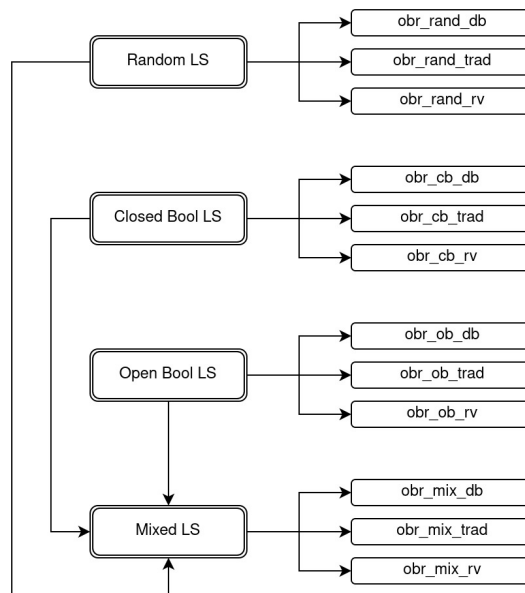 obr_rand_db
Random LS
obr_rand_trad
obr_rand_rv
obr_cb_db
Closed Bool LS
obr_cb_trad
obr_cb_rv
obr_ob_db
Open Bool LS
obr_ob_trad
obr_ob_rv
obr_mix_db
Mixed LS
obr_mix_trad
obr_mix_rv